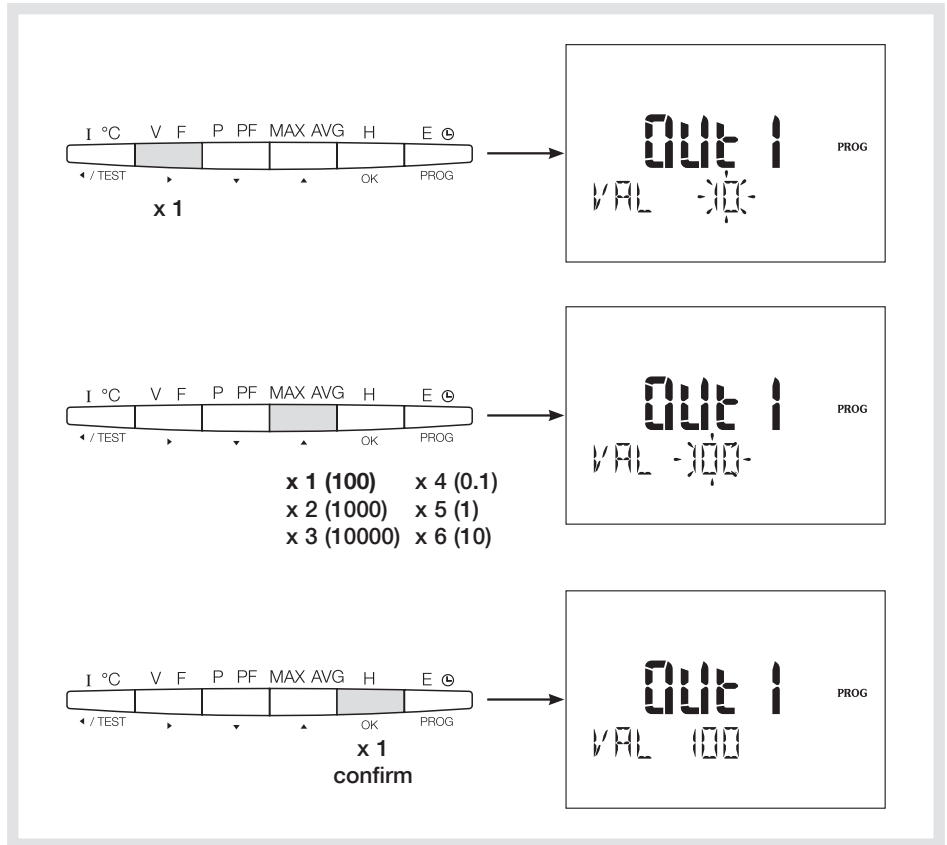 I °C V F P PF MAX AVG H E
◂ / TEST ▸ ▾ ▴ OK PROG
x 1
OUt 1 PROG
VAL 10
I °C V F P PF MAX AVG H E
◂ / TEST ▸ ▾ ▴ OK PROG
x 1 (100) x 4 (0.1)
x 2 (1000) x 5 (1)
x 3 (10000) x 6 (10)
OUt 1 PROG
VAL 100
I °C V F P PF MAX AVG H E
◂ / TEST ▸ ▾ ▴ OK PROG
x 1
confirm
OUt 1 PROG
VAL 100